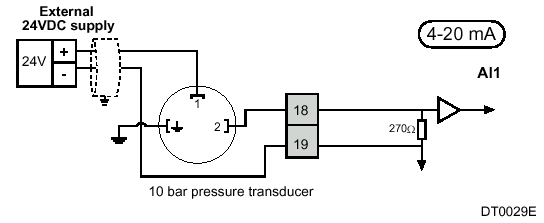 External
24VDC supply
24V
+
-
4-20 mA
AI1
1
2
18
19
270Ω
10 bar pressure transducer
DT0029E